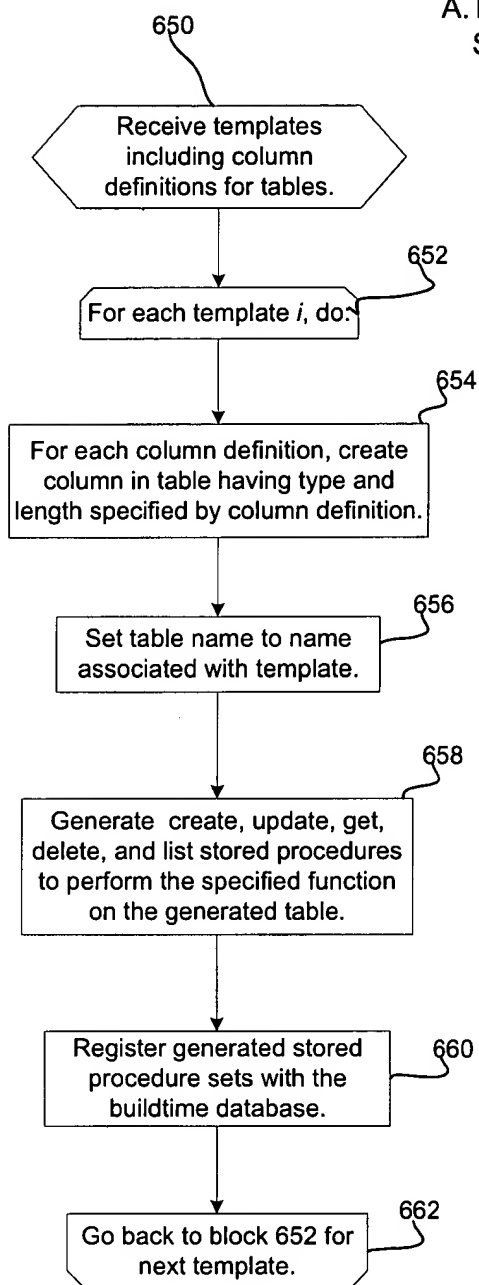 A.
S
650
Receive templates
including column
definitions for tables.
652
For each template i, do:
654
For each column definition, create
column in table having type and
length specified by column definition.
656
Set table name to name
associated with template.
658
Generate create, update, get,
delete, and list stored procedures
to perform the specified function
on the generated table.
Register generated stored
procedure sets with the
buildtime database.
660
662
Go back to block 652 for
next template.